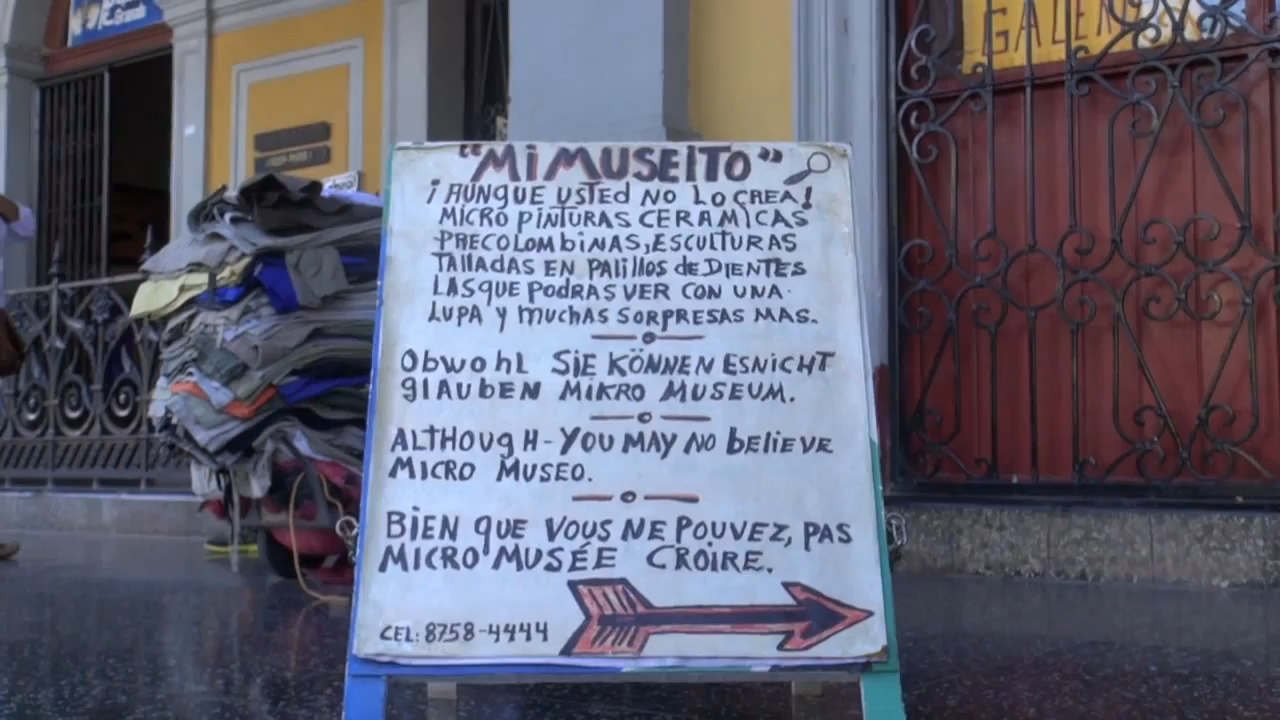 E. Grande
GALERIA
"MiMUSEITO"
¡AUNQUE USTEd NO LO CREA!
MICRO PINTURAS CERAMICAS
PRECOLOMbiNAS, ESCULTURAS
TAllADAS EN PAlillos de DIENTES
LASQUE PODRAS VER CON UNA.
LUPA y mucHAS SORPRESAS MAS.
Obwohl SiE KÖNNEN ESNICHT
glAUBEN MiKRO MUSEUM.
ALTHOugH-YOU MAY NO bELiEVE
MICRO MUSEO.
BiEN qUE VOUS NE POUVEZ, PAS
MICRO MUSÉE CROiRE.
CEL: 8758-4444